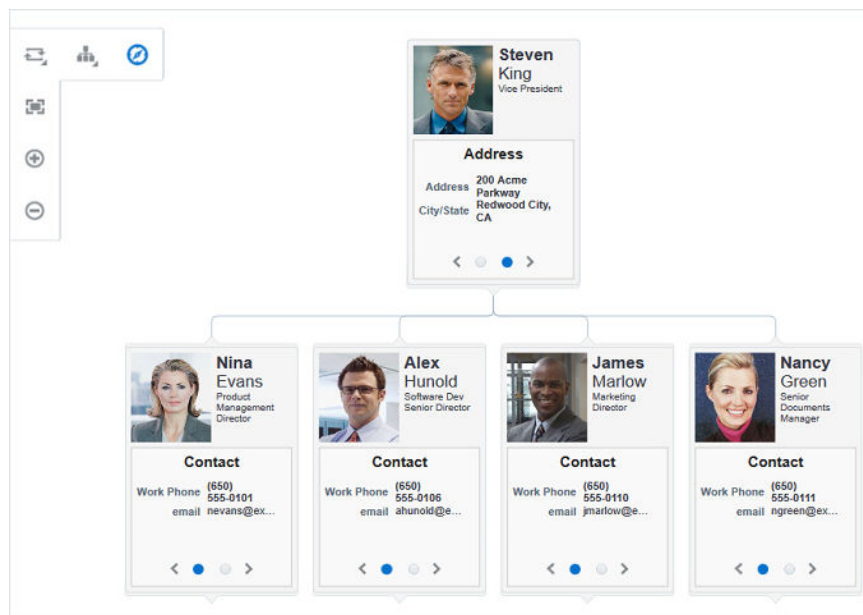 Steven
King
Vice President
Address
Address 200 Acme
Parkway
City/State Redwood City,
CA
Nina
Evans
Product
Management
Director
Contact
Work Phone (650)
555-0101
email nevans@ex...
Alex
Hunold
Software Dev
Senior Director
Contact
Work Phone (650)
555-0106
email ahunold@e...
James
Marlow
Marketing
Director
Contact
Work Phone (650)
555-0110
email jmarlow@e...
Nancy
Green
Senior
Documents
Manager
Contact
Work Phone (650)
555-0111
email ngreen@ex...